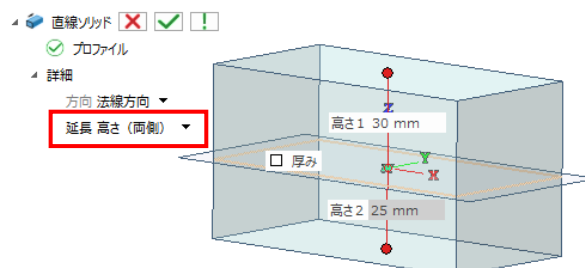 直線ソリッド
プロファイル
詳細
方向 法線方向
延長 高さ（両側）
Z
高さ1 30 mm
厚み
Y
X
高さ2 25 mm